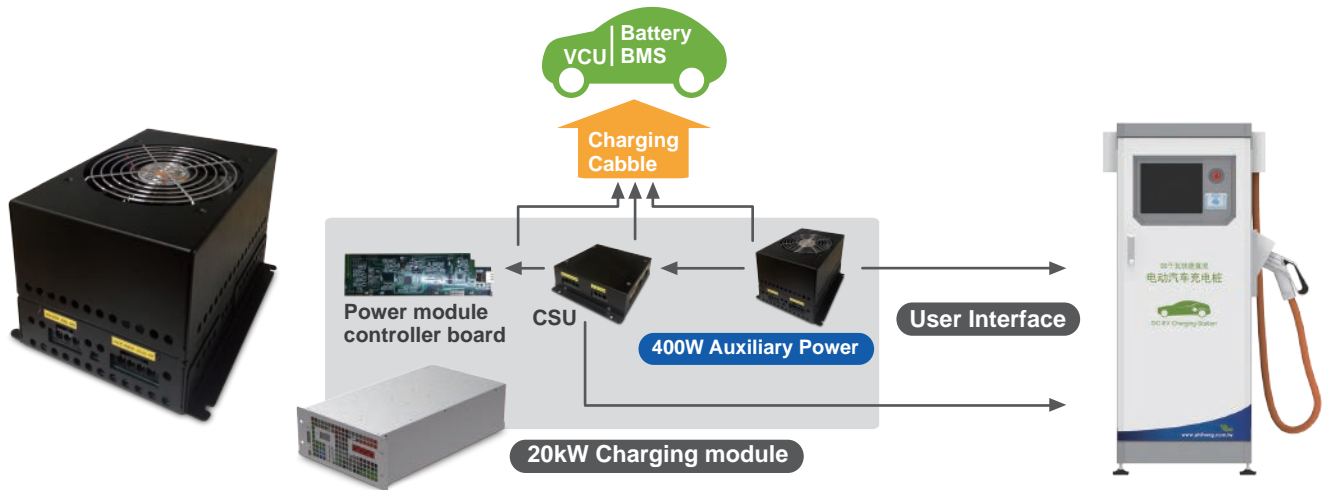 VCU
Battery
BMS
Charging
Cabble
Power module
controller board
CSU
400W Auxiliary Power
User Interface
20kW Charging module
电动汽车充电桩
DC EV Charging Station